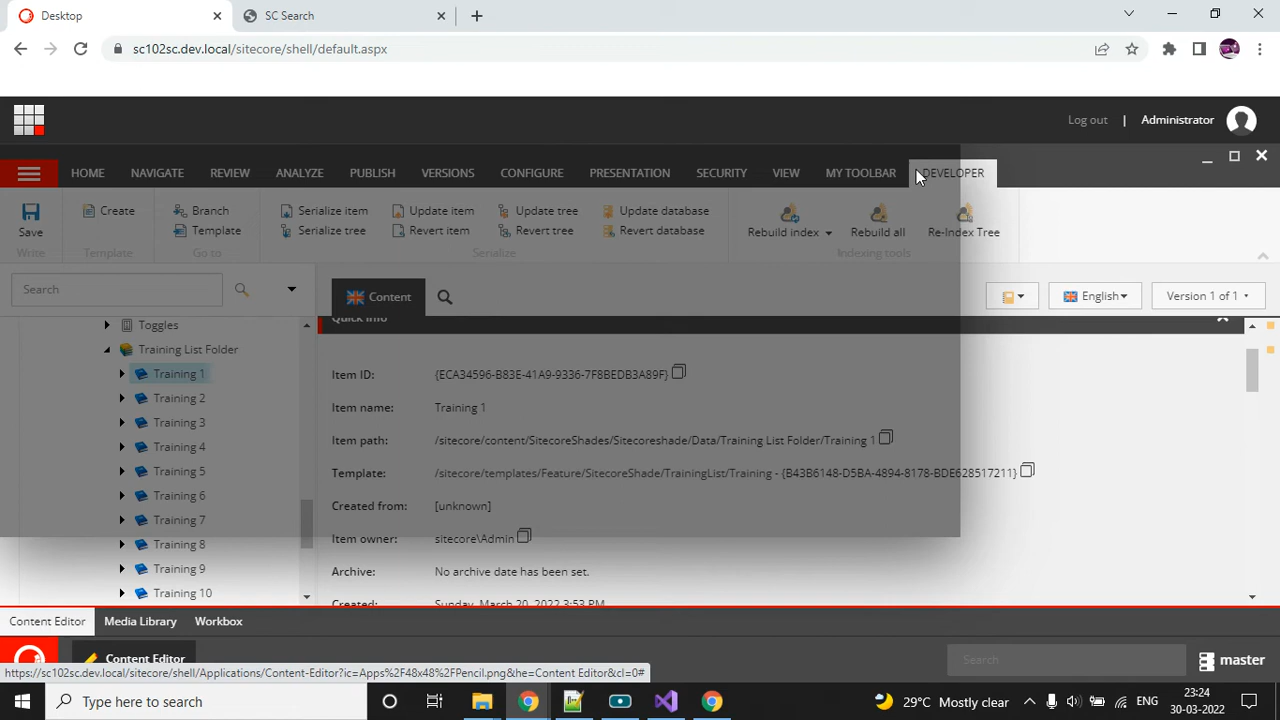 Desktop
SC Search
sc102sc.dev.local/sitecore/shell/default.aspx
Log out | Administrator
HOME NAVIGATE REVIEW ANALYZE PUBLISH VERSIONS CONFIGURE PRESENTATION SECURITY VIEW MY TOOLBAR DEVELOPER
Create Branch Serialize item Update item Update tree Update database
Save Template Serialize tree Revert item Revert tree Revert database Rebuild index Rebuild all Re-Index Tree
Write Template Go to Serialize Indexing tools
Search Content English Version 1 of 1
Toggles Quick Info
Training List Folder
Training 1 Item ID: {ECA34596-B83E-41A9-9336-7F8BEDB3A89F}
Training 2 Item name: Training 1
Training 3
Training 4 Item path: /sitecore/content/SitecoreShades/Sitecoreshade/Data/Training List Folder/Training 1
Training 5 Template: /sitecore/templates/Feature/SitecoreShade/TrainingList/Training - {B43B6148-D5BA-4894-8178-BDE628517211}
Training 6 Created from: [unknown]
Training 7
Training 8 Item owner: sitecore\Admin
Training 9 Archive: No archive date has been set.
Training 10 Created: Sunday, March 20, 2022 3:53 PM
Content Editor Media Library Workbox
Content Editor Search master
https://sc102sc.dev.local/sitecore/shell/Applications/Content-Editor?ic=Apps%2F48x48%2FPencil.png&he=Content Editor&cl=0#
Type here to search 29°C Mostly clear ENG 23:24
30-03-2022